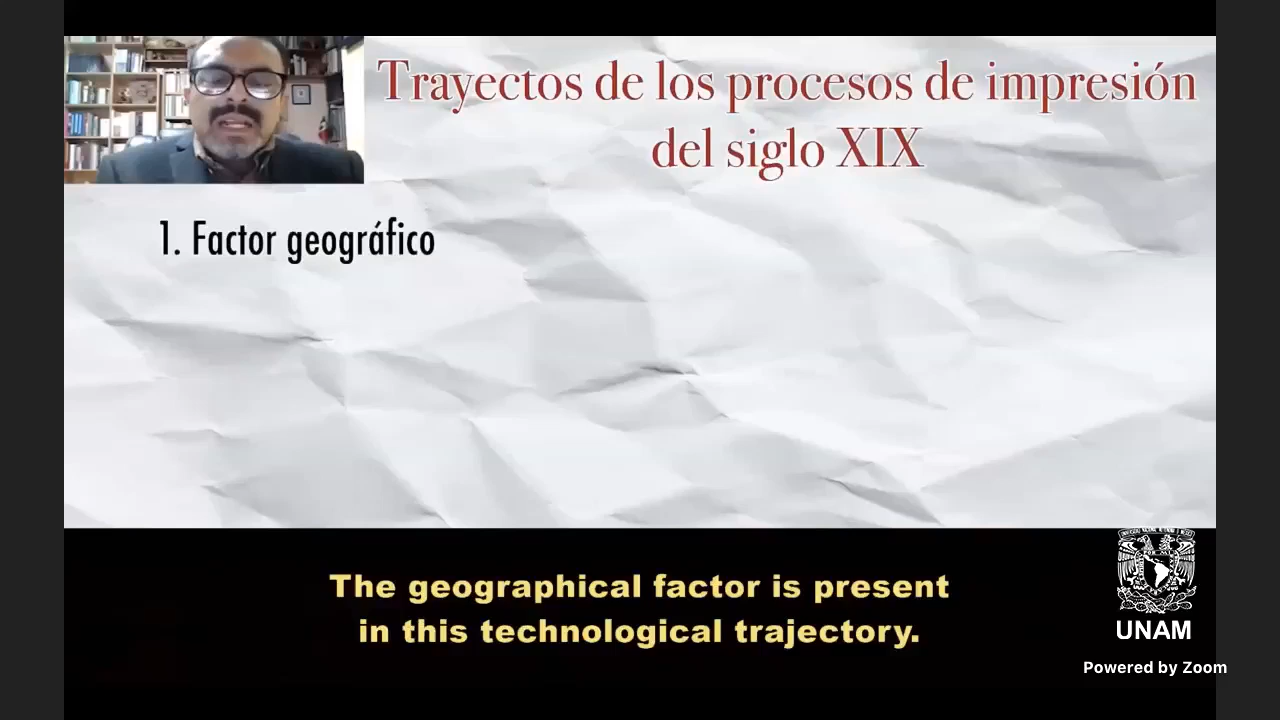 Trayectos de los procesos de impresión
del siglo XIX
1. Factor geográfico
The geographical factor is present
in this technological trajectory.
UNAM
Powered by Zoom